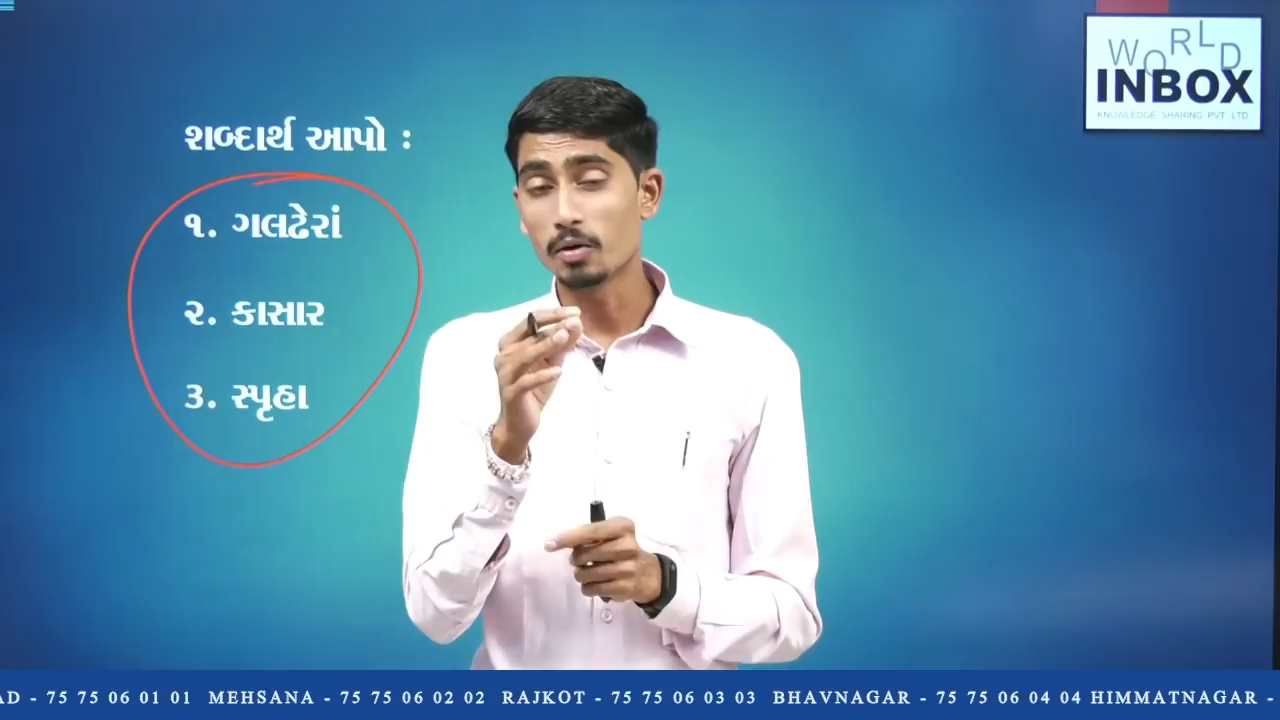 શબ્દાર્થ આપો :
૧. ગલઢેરાં
૨. કાસાર
૩. સ્પૃહા
WORLD
INBOX
KNOWLEDGE SHARING PVT LTD
AD - 75 75 06 01 01 MEHSANA - 75 75 06 02 02 RAJKOT - 75 75 06 03 03 BHAVNAGAR - 75 75 06 04 04 HIMMATNAGAR -